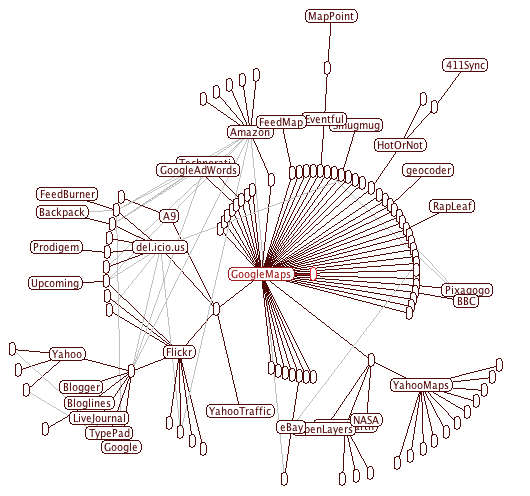 MapPoint
411Sync
FeedMap
Eventful
Smugmug
Amazon
HotOrNot
Technorati
GoogleAdWords
geocoder
FeedBurner
A9
Backpack
RapLeaf
Prodigem
del.icio.us
GoogleMaps
Upcoming
Pixagogo
BBC
Yahoo
Flickr
Blogger
YahooMaps
Bloglines
YahooTraffic
LiveJournal
NASA
TypePad
eBay
Google